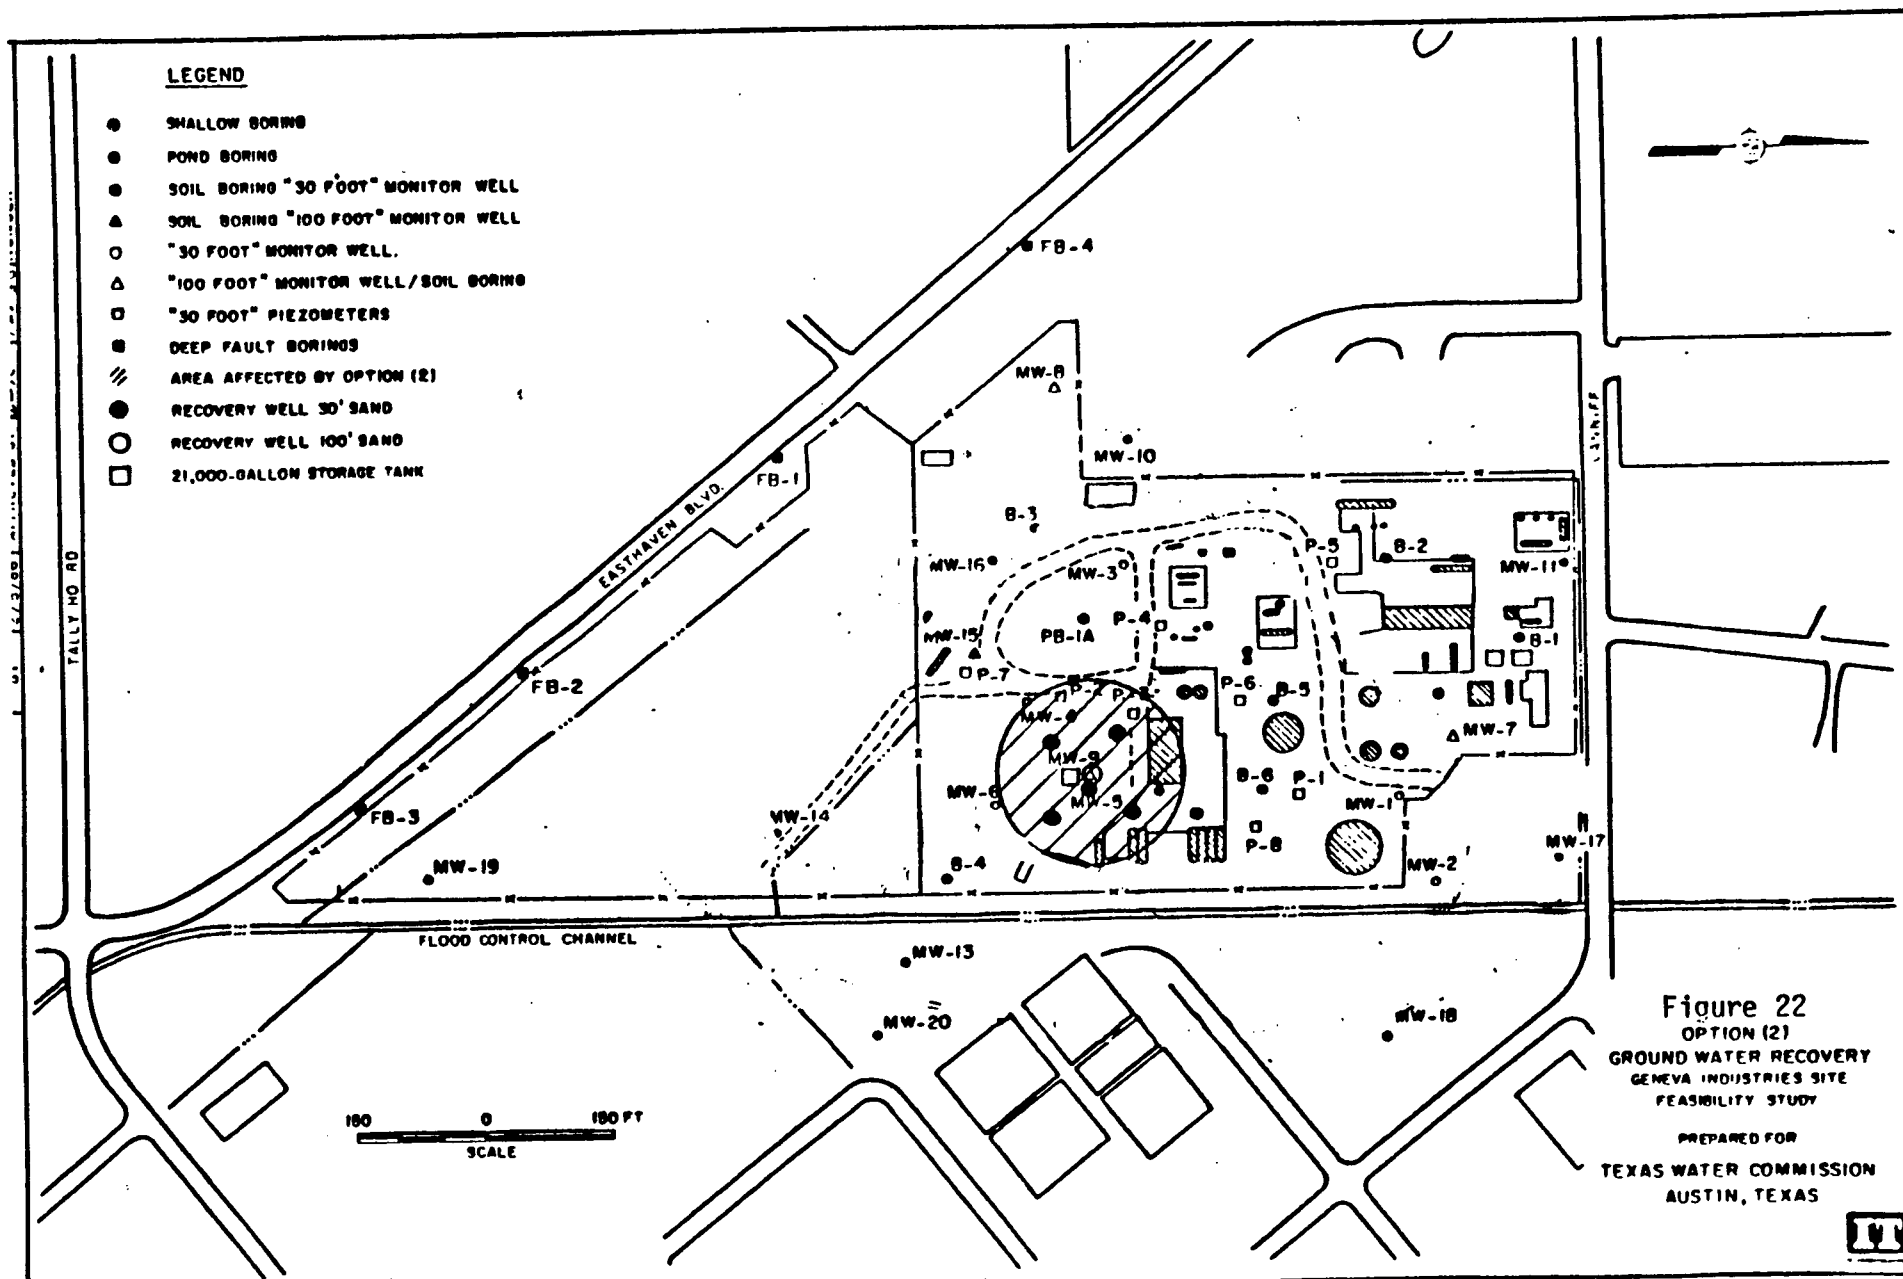 LEGEND
SHALLOW BORING
POND BORING
SOIL BORING "30 FOOT" MONITOR WELL
SOIL BORING "100 FOOT" MONITOR WELL
"30 FOOT" MONITOR WELL.
"100 FOOT" MONITOR WELL/SOIL BORING
"30 FOOT" PIEZOMETERS
DEEP FAULT BORINGS
AREA AFFECTED BY OPTION (2)
RECOVERY WELL 30' SAND
RECOVERY WELL 100' SAND
21,000-GALLON STORAGE TANK
TALLY HO RD
EASTHAVEN BLVD.
FB-4
MW-8
MW-10
FB-1
B-3
P-5
B-2
MW-16
MW-3
MW-11
MW-15
PB-1A
P-4
B-1
P-7
FB-2
P-2
P-6
B-5
MW-4
MW-7
MW-9
B-6
P-1
MW-6
MW-5
MW-1
FB-3
MW-14
P-8
MW-17
MW-19
B-4
MW-2
FLOOD CONTROL CHANNEL
MW-13
MW-20
MW-18
180 0 180 FT
SCALE
Figure 22
OPTION (2)
GROUND WATER RECOVERY
GENEVA INDUSTRIES SITE
FEASIBILITY STUDY
PREPARED FOR
TEXAS WATER COMMISSION
AUSTIN, TEXAS
IT